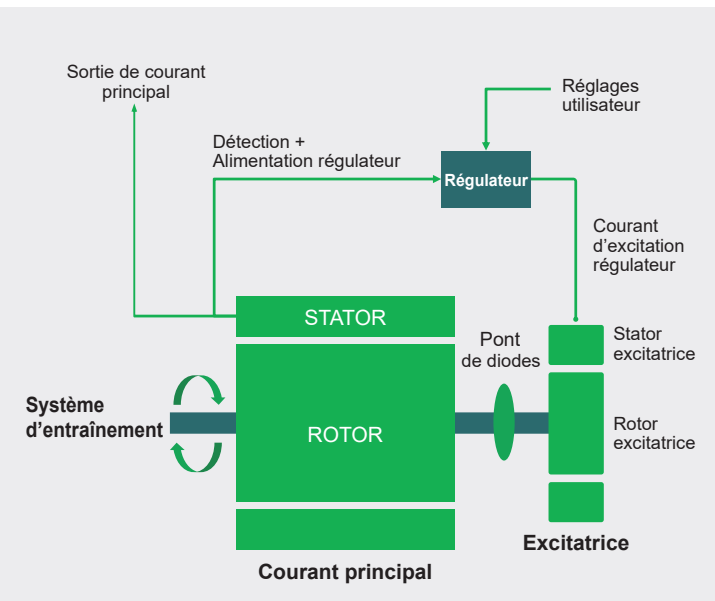 Sortie de courant
principal
Réglages
utilisateur
Détection +
Alimentation régulateur
Régulateur
Courant
d’excitation
régulateur
STATOR
Pont
de diodes
Stator
excitatrice
Système
d’entraînement
ROTOR
Rotor
excitatrice
Excitatrice
Courant principal